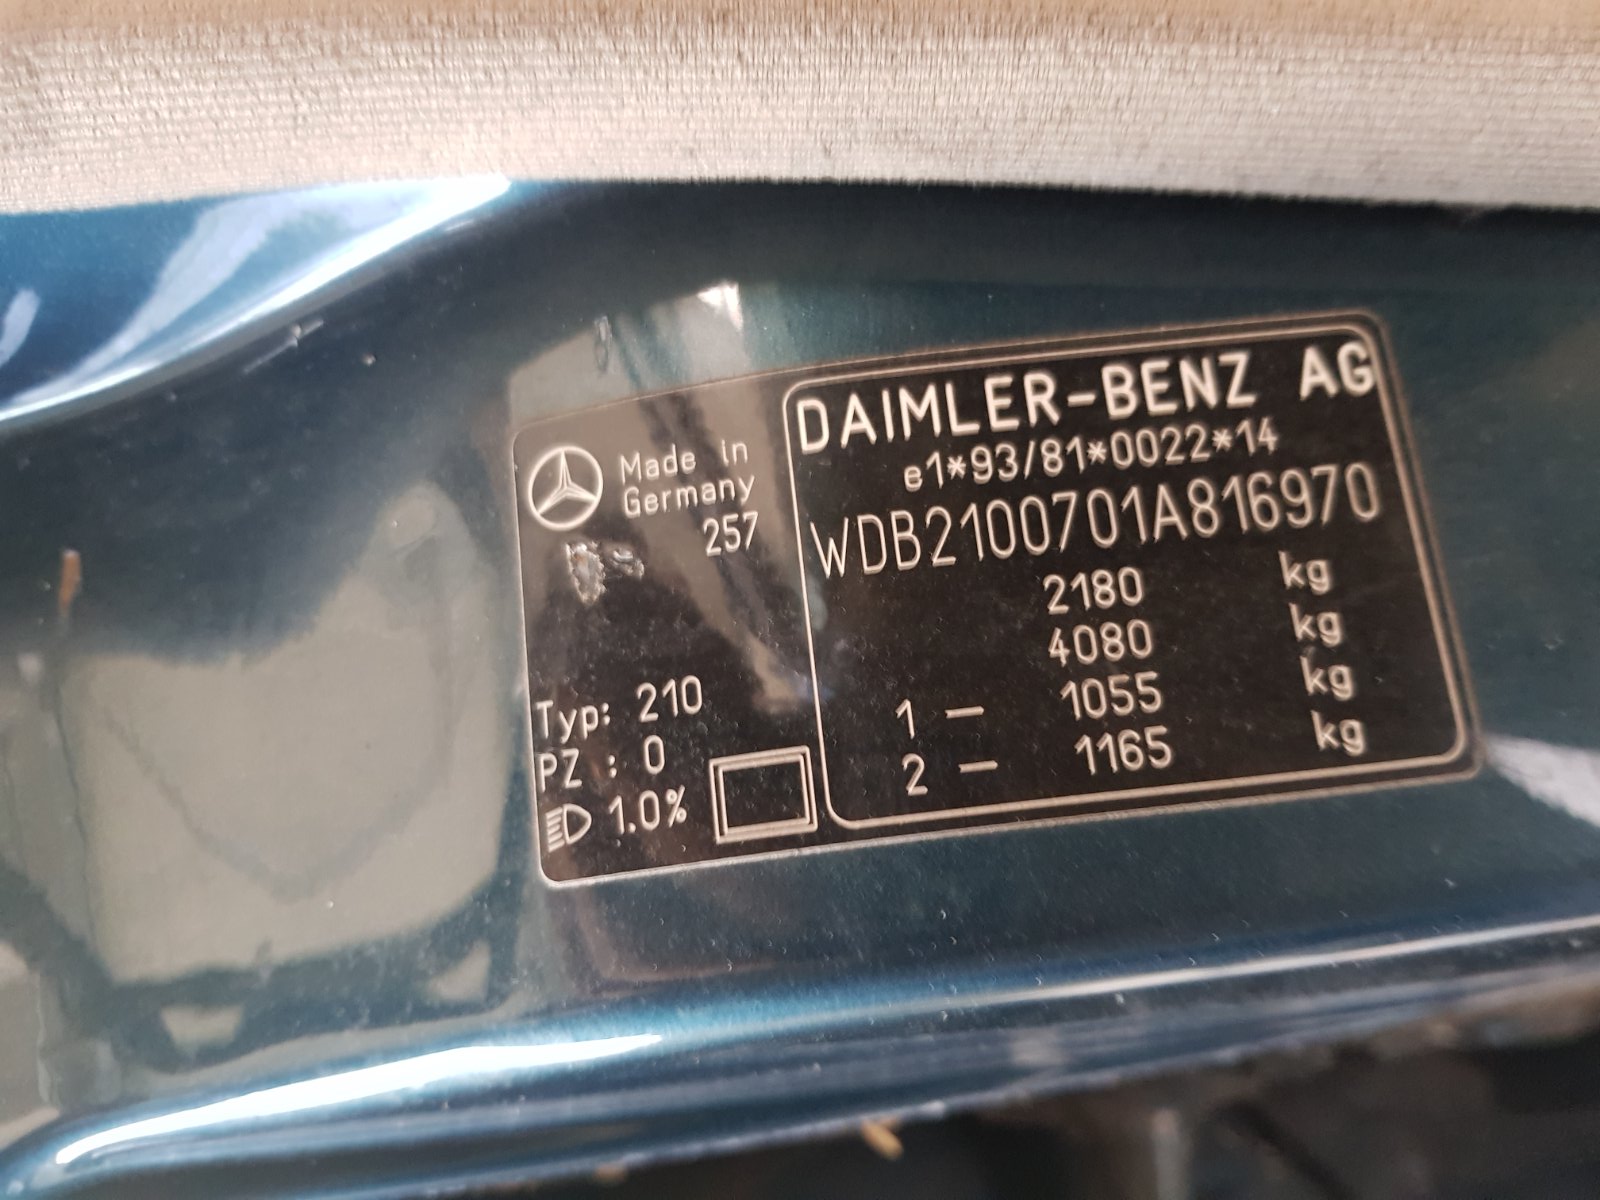 Made in
Germany
257
Typ: 210
PZ : 0
1.0%
DAIMLER-BENZ AG
e1*93/81*0022*14
WDB2100701A816970
2180 kg
4080 kg
1 - 1055 kg
2 - 1165 kg